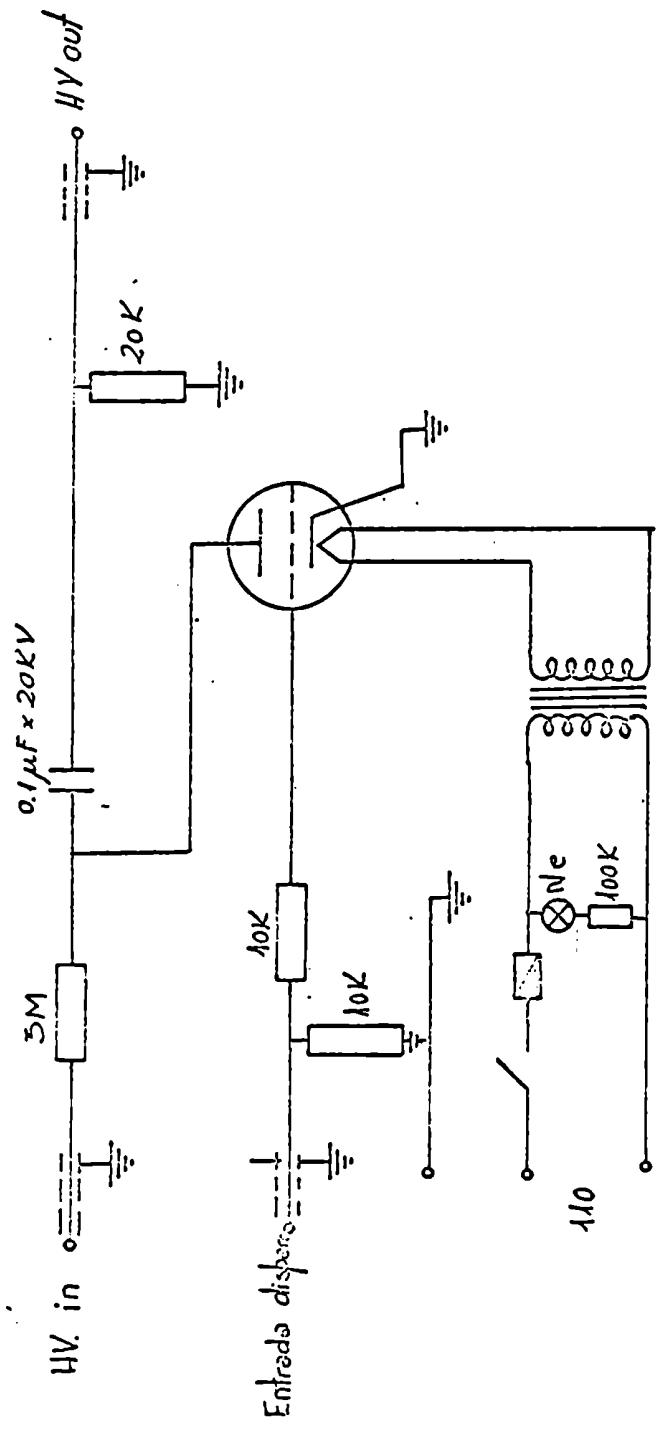 HV. in
3M
0.1μF x 20KV
20K
HV out
Entrada disparo
10K
10K
110
Ne
100K